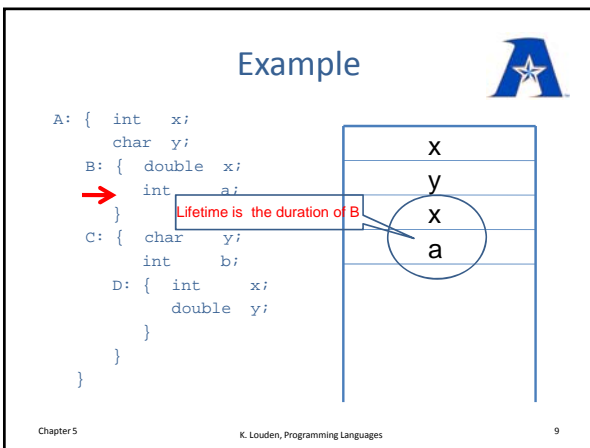 Example
A: { int x;
char y;
B: { double x;
int a;
}
C: { char y;
int b;
D: { int x;
double y;
}
}
}
Lifetime is the duration of B
x
y
x
a
Chapter 5
K. Louden, Programming Languages
9